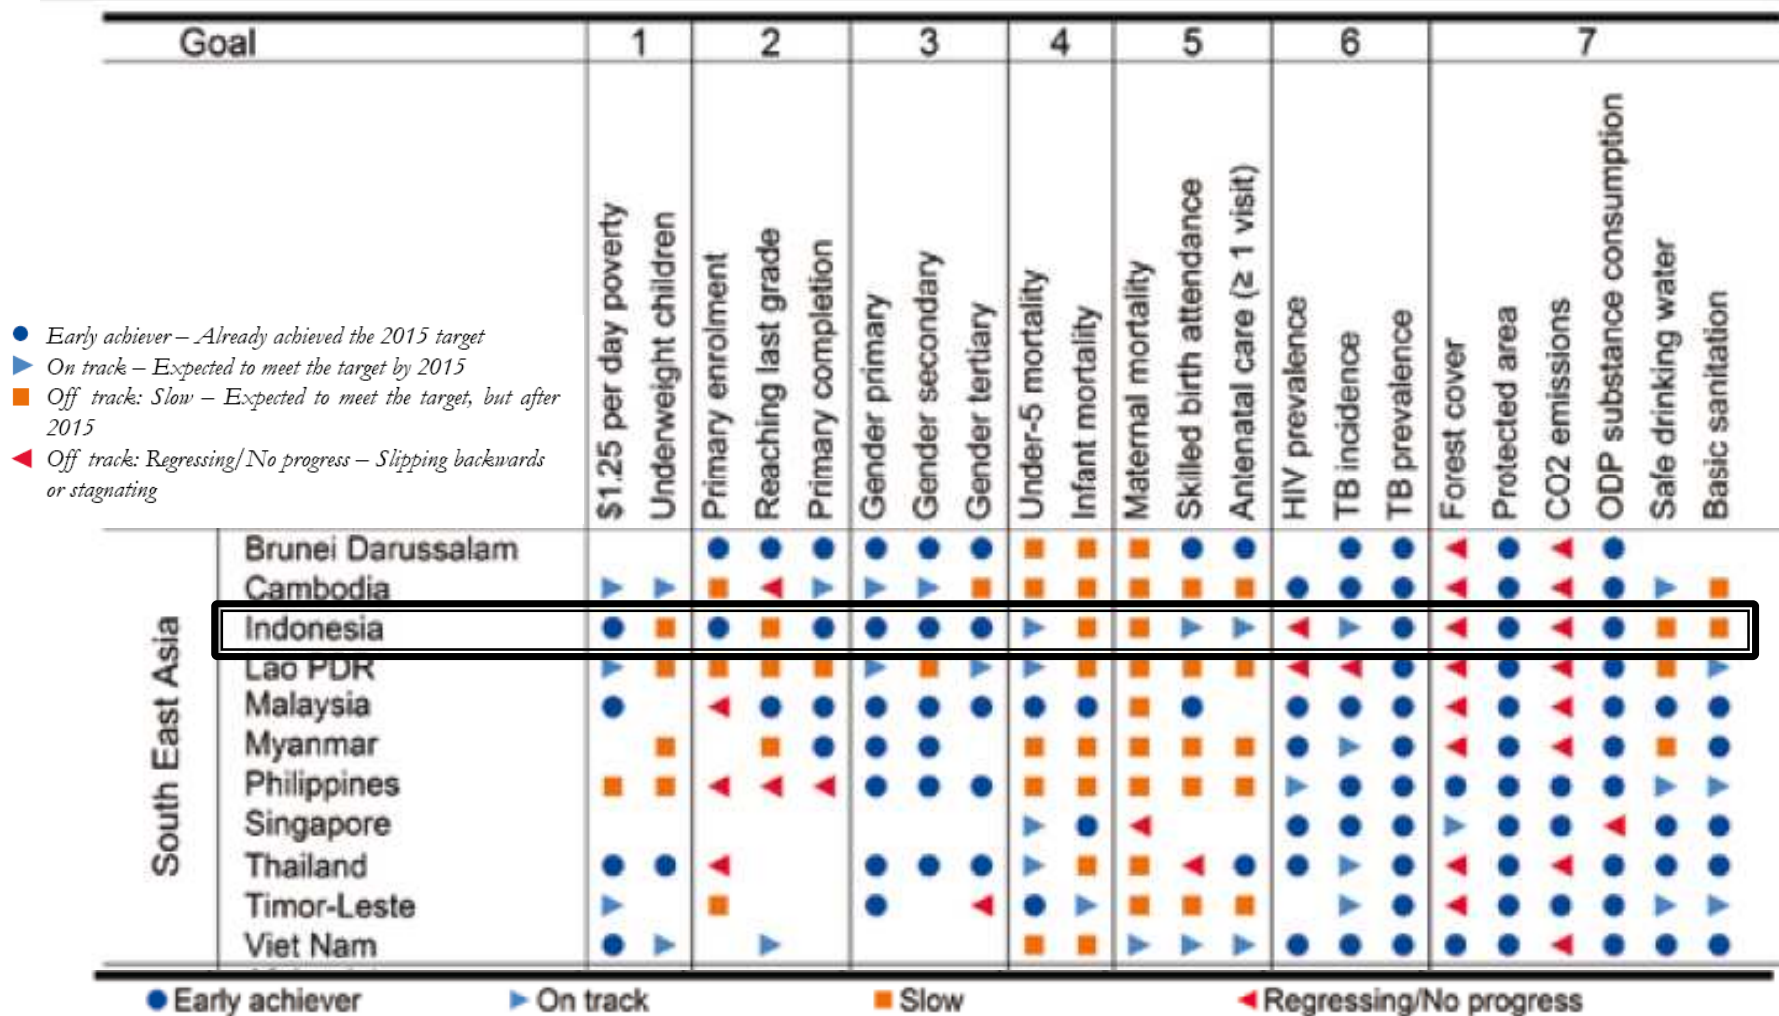 Goal 1 2 3 4 5 6 7
$1.25 per day poverty
Underweight children
Primary enrolment
Reaching last grade
Primary completion
Gender primary
Gender secondary
Gender tertiary
Under-5 mortality
Infant mortality
Maternal mortality
Skilled birth attendance
Antenatal care (≥ 1 visit)
HIV prevalence
TB incidence
TB prevalence
Forest cover
Protected area
CO2 emissions
ODP substance consumption
Safe drinking water
Basic sanitation
Early achiever – Already achieved the 2015 target
On track – Expected to meet the target by 2015
Off track: Slow – Expected to meet the target, but after
2015
Off track: Regressing/No progress – Slipping backwards
or stagnating
South East Asia
Brunei Darussalam
Cambodia
Indonesia
Lao PDR
Malaysia
Myanmar
Philippines
Singapore
Thailand
Timor-Leste
Viet Nam
Early achiever On track Slow Regressing/No progress